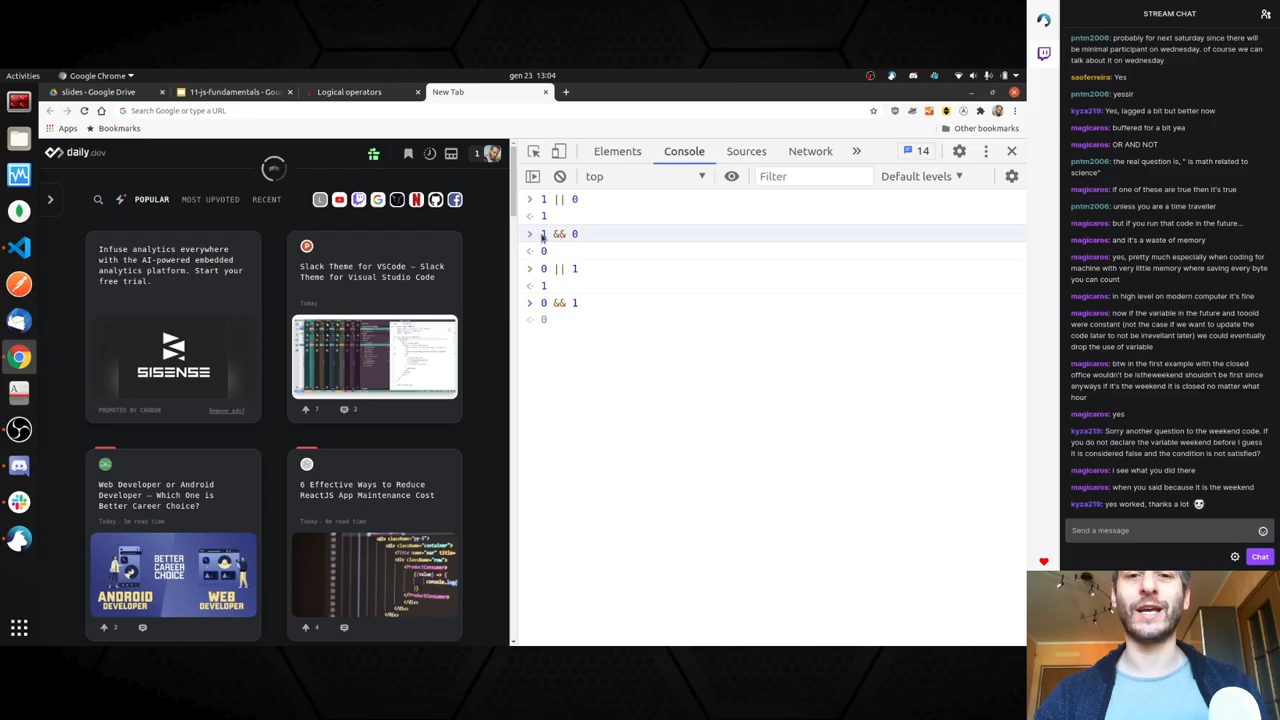 Activities
Google Chrome
gen 23 13:04
slides - Google Drive
11-js-fundamentals - Goo
Logical operators
New Tab
Search Google or type a URL
Apps
Bookmarks
Other bookmarks
daily.dev
1
POPULAR
MOST UPVOTED
RECENT
L
Infuse analytics everywhere
with the AI-powered embedded
analytics platform. Start your
free trial.
SISENSE
PROMOTED BY CARBON
Remove ads?
Slack Theme for VSCode — Slack
Theme for Visual Studio Code
Today
7
2
Web Developer or Android
Developer — Which One is
Better Career Choice?
Today · 3m read time
BETTER
CAREER
CHOICE
ANDROID
DEVELOPER
WEB
DEVELOPER
2
6 Effective Ways to Reduce
ReactJS App Maintenance Cost
Today · 4m read time
4
Elements
Console
Sources
Network
14
top
Filter
Default levels
1 || 0
1
1 && 0
0
0 || 1
1
0 && 1
0
STREAM CHAT
pntm2006: probably for next saturday since there will
be minimal participant on wednesday. of course we can
talk about it on wednesday
saoferreira: Yes
pntm2006: yessir
kyza219: Yes, lagged a bit but better now
magicaros: buffered for a bit yea
magicaros: OR AND NOT
pntm2006: the real question is, " is math related to
science"
magicaros: if one of these are true then it's true
pntm2006: unless you are a time traveller
magicaros: but if you run that code in the future...
magicaros: and it's a waste of memory
magicaros: yes, pretty much especially when coding for
machine with very little memory where saving every byte
you can count
magicaros: in high level on modern computer it's fine
magicaros: now if the variable in the future and tooold
were constant (not the case if we want to update the
code later to not be irrevellant later) we could eventually
drop the use of variable
magicaros: btw in the first example with the closed
office wouldn't be istheweekend shouldn't be first since
anyways if it's the weekend it is closed no matter what
hour
magicaros: yes
kyza219: Sorry another question to the weekend code. If
you do not declare the variable weekend before I guess
it is considered false and the condition is not satisfied?
magicaros: i see what you did there
magicaros: when you said because it is the weekend
kyza219: yes worked, thanks a lot
Send a message
Chat